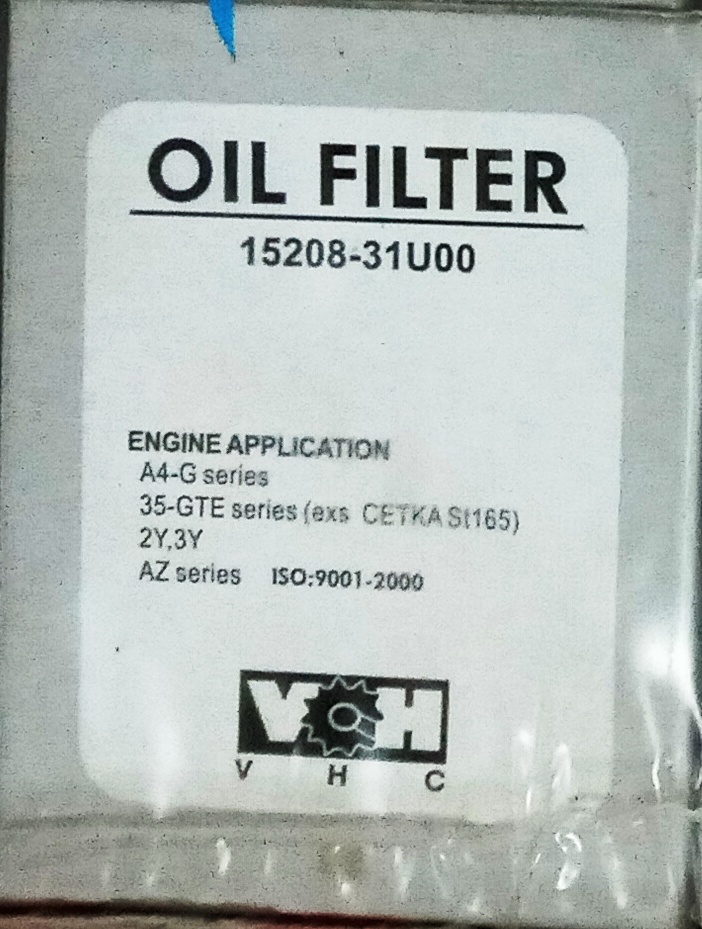 OIL FILTER
15208-31U00
ENGINE APPLICATION
A4-G series
35-GTE series (exs CETKA St165)
2Y,3Y
AZ series ISO:9001-2000
VCH
V H C